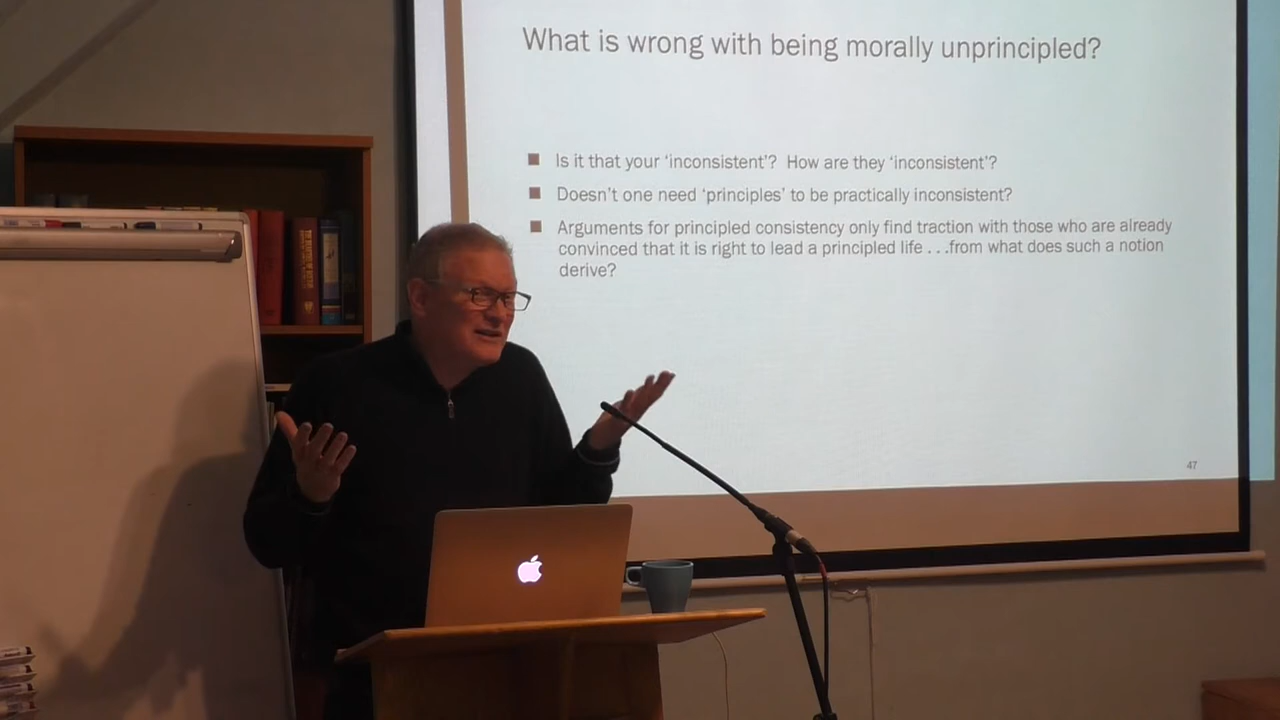 What is wrong with being morally unprincipled?
Is it that your 'inconsistent'? How are they 'inconsistent'?
Doesn't one need 'principles' to be practically inconsistent?
Arguments for principled consistency only find traction with those who are already
convinced that it is right to lead a principled life . . .from what does such a notion
derive?
47